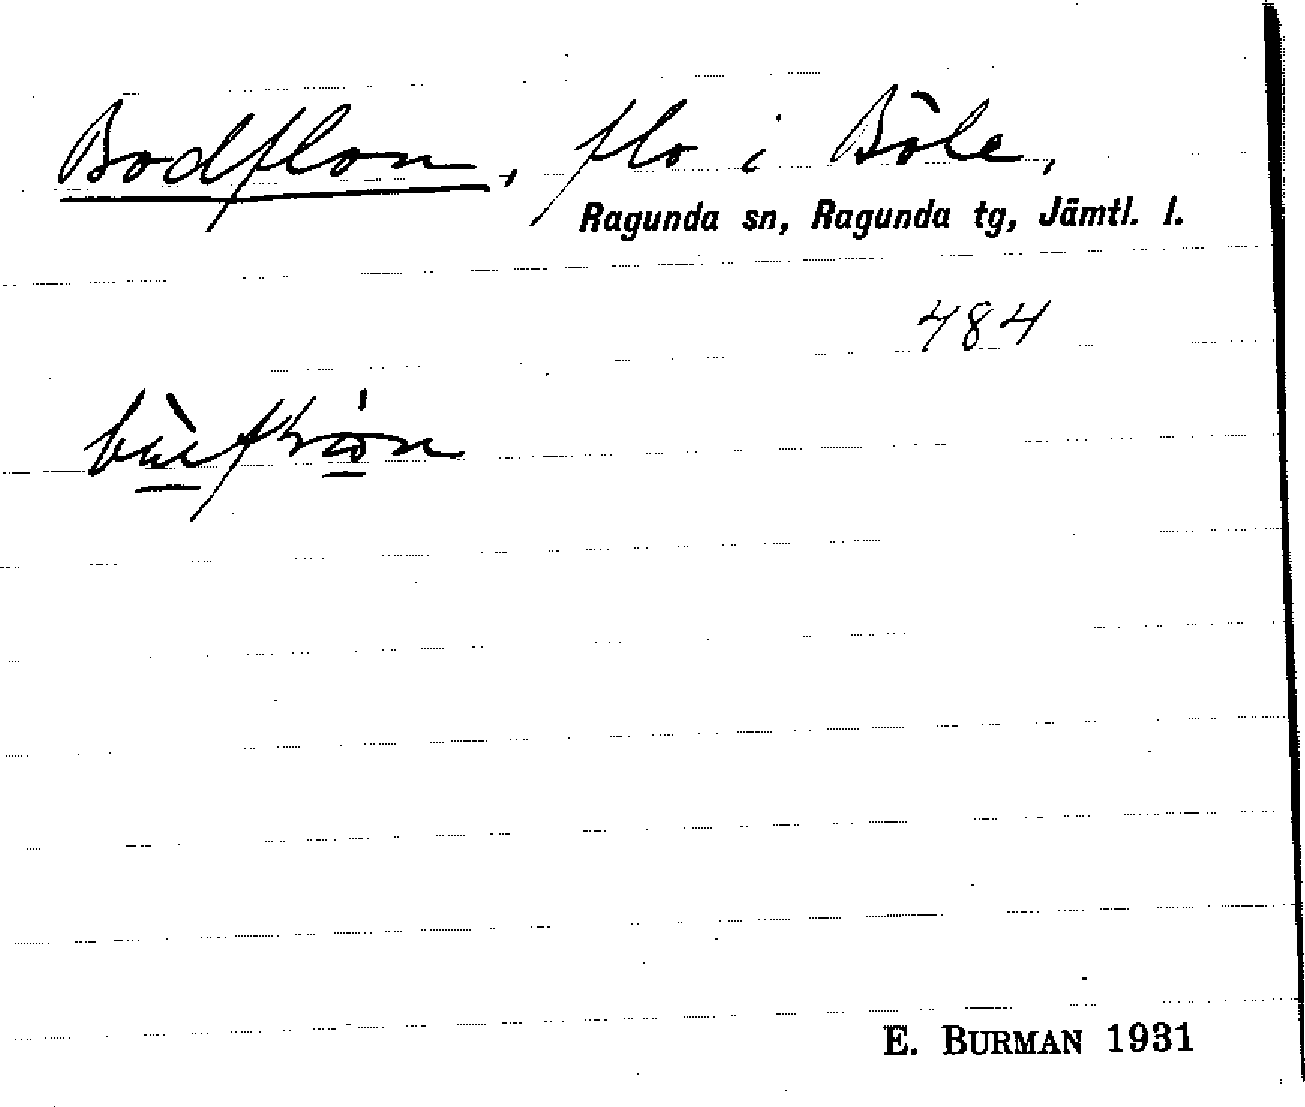 Bodflon, flo i Böle,
Ragunda sn, Ragunda tg, Jämtl. l.
484
E. BURMAN 1931